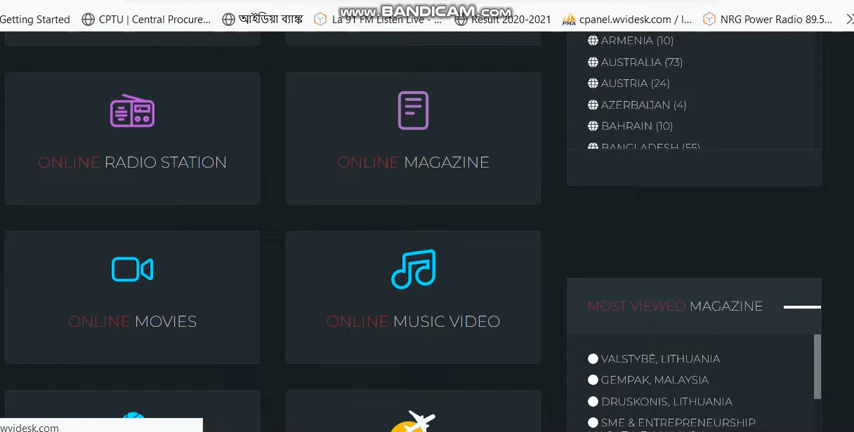 www.BANDICAM.com
Getting Started
CPTU | Central Procure...
আইডিয়া ব্যাঙ্ক
La 91 FM Listen Live - ...
Result 2020-2021
cpanel.wvidesk.com / l...
NRG Power Radio 89.5...
ONLINE RADIO STATION
ONLINE MAGAZINE
ONLINE MOVIES
ONLINE MUSIC VIDEO
ARMENIA (10)
AUSTRALIA (73)
AUSTRIA (24)
AZERBAIJAN (4)
BAHRAIN (10)
BANGLADESH (55)
MOST VIEWED MAGAZINE
VALSTYBĖ, LITHUANIA
GEMPAK, MALAYSIA
DRUSKONIS, LITHUANIA
SME & ENTREPRENEURSHIP
wvidesk.com